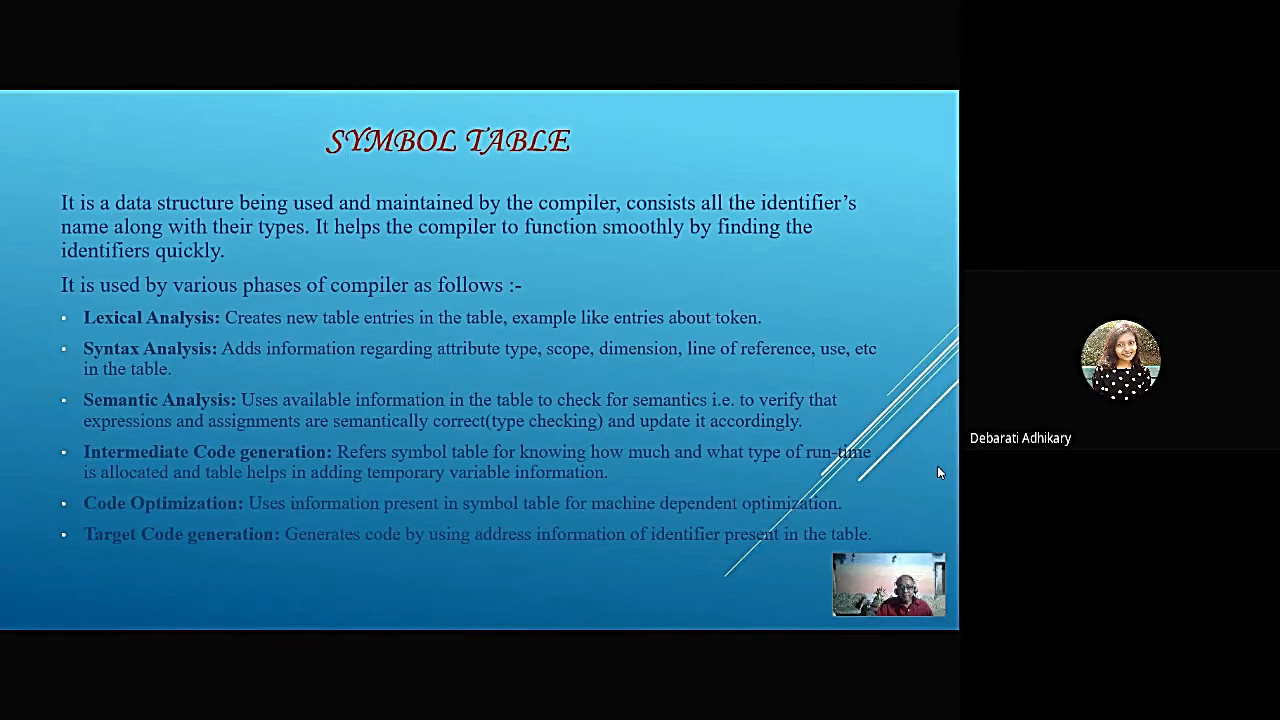 SYMBOL TABLE
It is a data structure being used and maintained by the compiler, consists all the identifier’s
name along with their types. It helps the compiler to function smoothly by finding the
identifiers quickly.
It is used by various phases of compiler as follows :-
• Lexical Analysis: Creates new table entries in the table, example like entries about token.
• Syntax Analysis: Adds information regarding attribute type, scope, dimension, line of reference, use, etc
in the table.
• Semantic Analysis: Uses available information in the table to check for semantics i.e. to verify that
expressions and assignments are semantically correct(type checking) and update it accordingly.
• Intermediate Code generation: Refers symbol table for knowing how much and what type of run-time
is allocated and table helps in adding temporary variable information.
• Code Optimization: Uses information present in symbol table for machine dependent optimization.
• Target Code generation: Generates code by using address information of identifier present in the table.
Debarati Adhikary